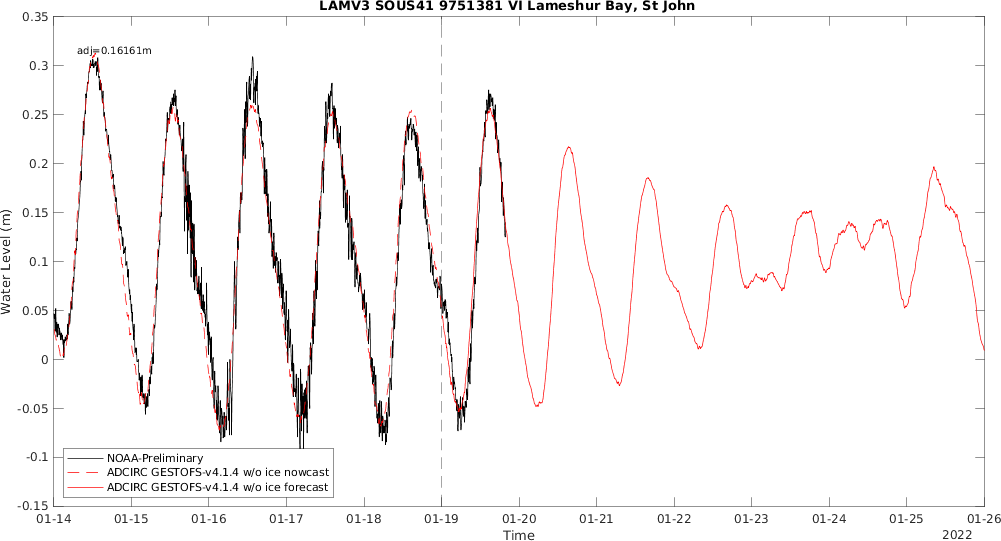 LAMV3 SOUS41 9751381 VI Lameshur Bay, St John
0.35
adj=0.16161m
0.3
0.25
0.2
0.15
0.1
0.05
0
-0.05
-0.1
-0.15
Water Level (m)
NOAA-Preliminary
ADCIRC GESTOFS-v4.1.4 w/o ice nowcast
ADCIRC GESTOFS-v4.1.4 w/o ice forecast
01-14 01-15 01-16 01-17 01-18 01-19 01-20 01-21 01-22 01-23 01-24 01-25 01-26
Time
2022